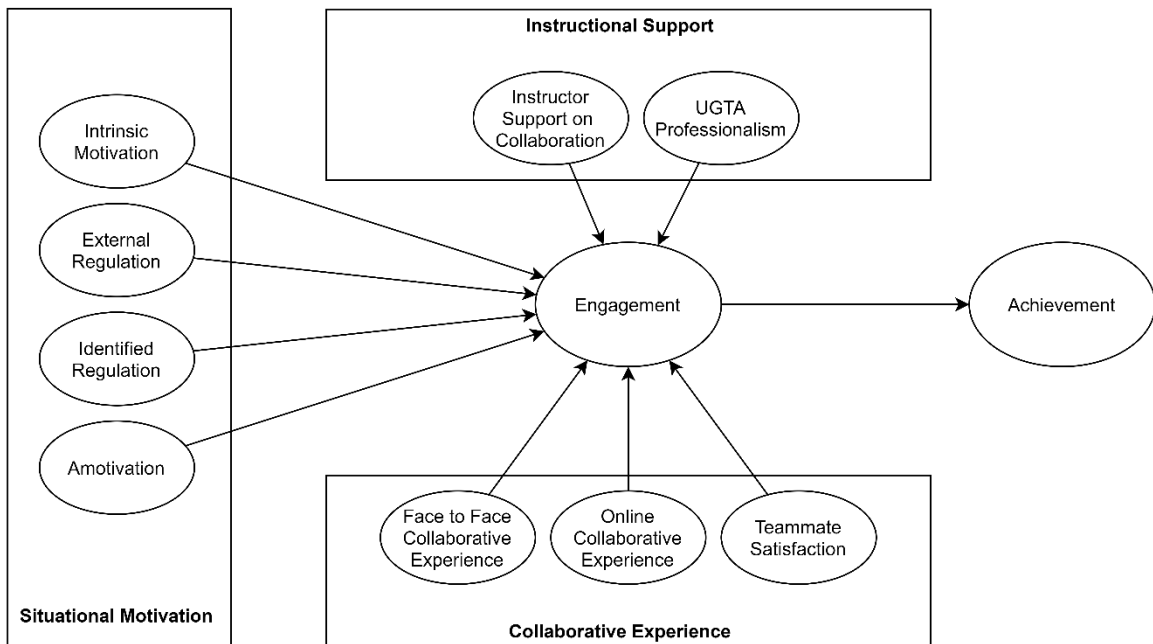 Instructional Support
Instructor
Support on
Collaboration
UGTA
Professionalism
Intrinsic
Motivation
External
Regulation
Identified
Regulation
Amotivation
Situational Motivation
Engagement
Achievement
Face to Face
Collaborative
Experience
Online
Collaborative
Experience
Teammate
Satisfaction
Collaborative Experience